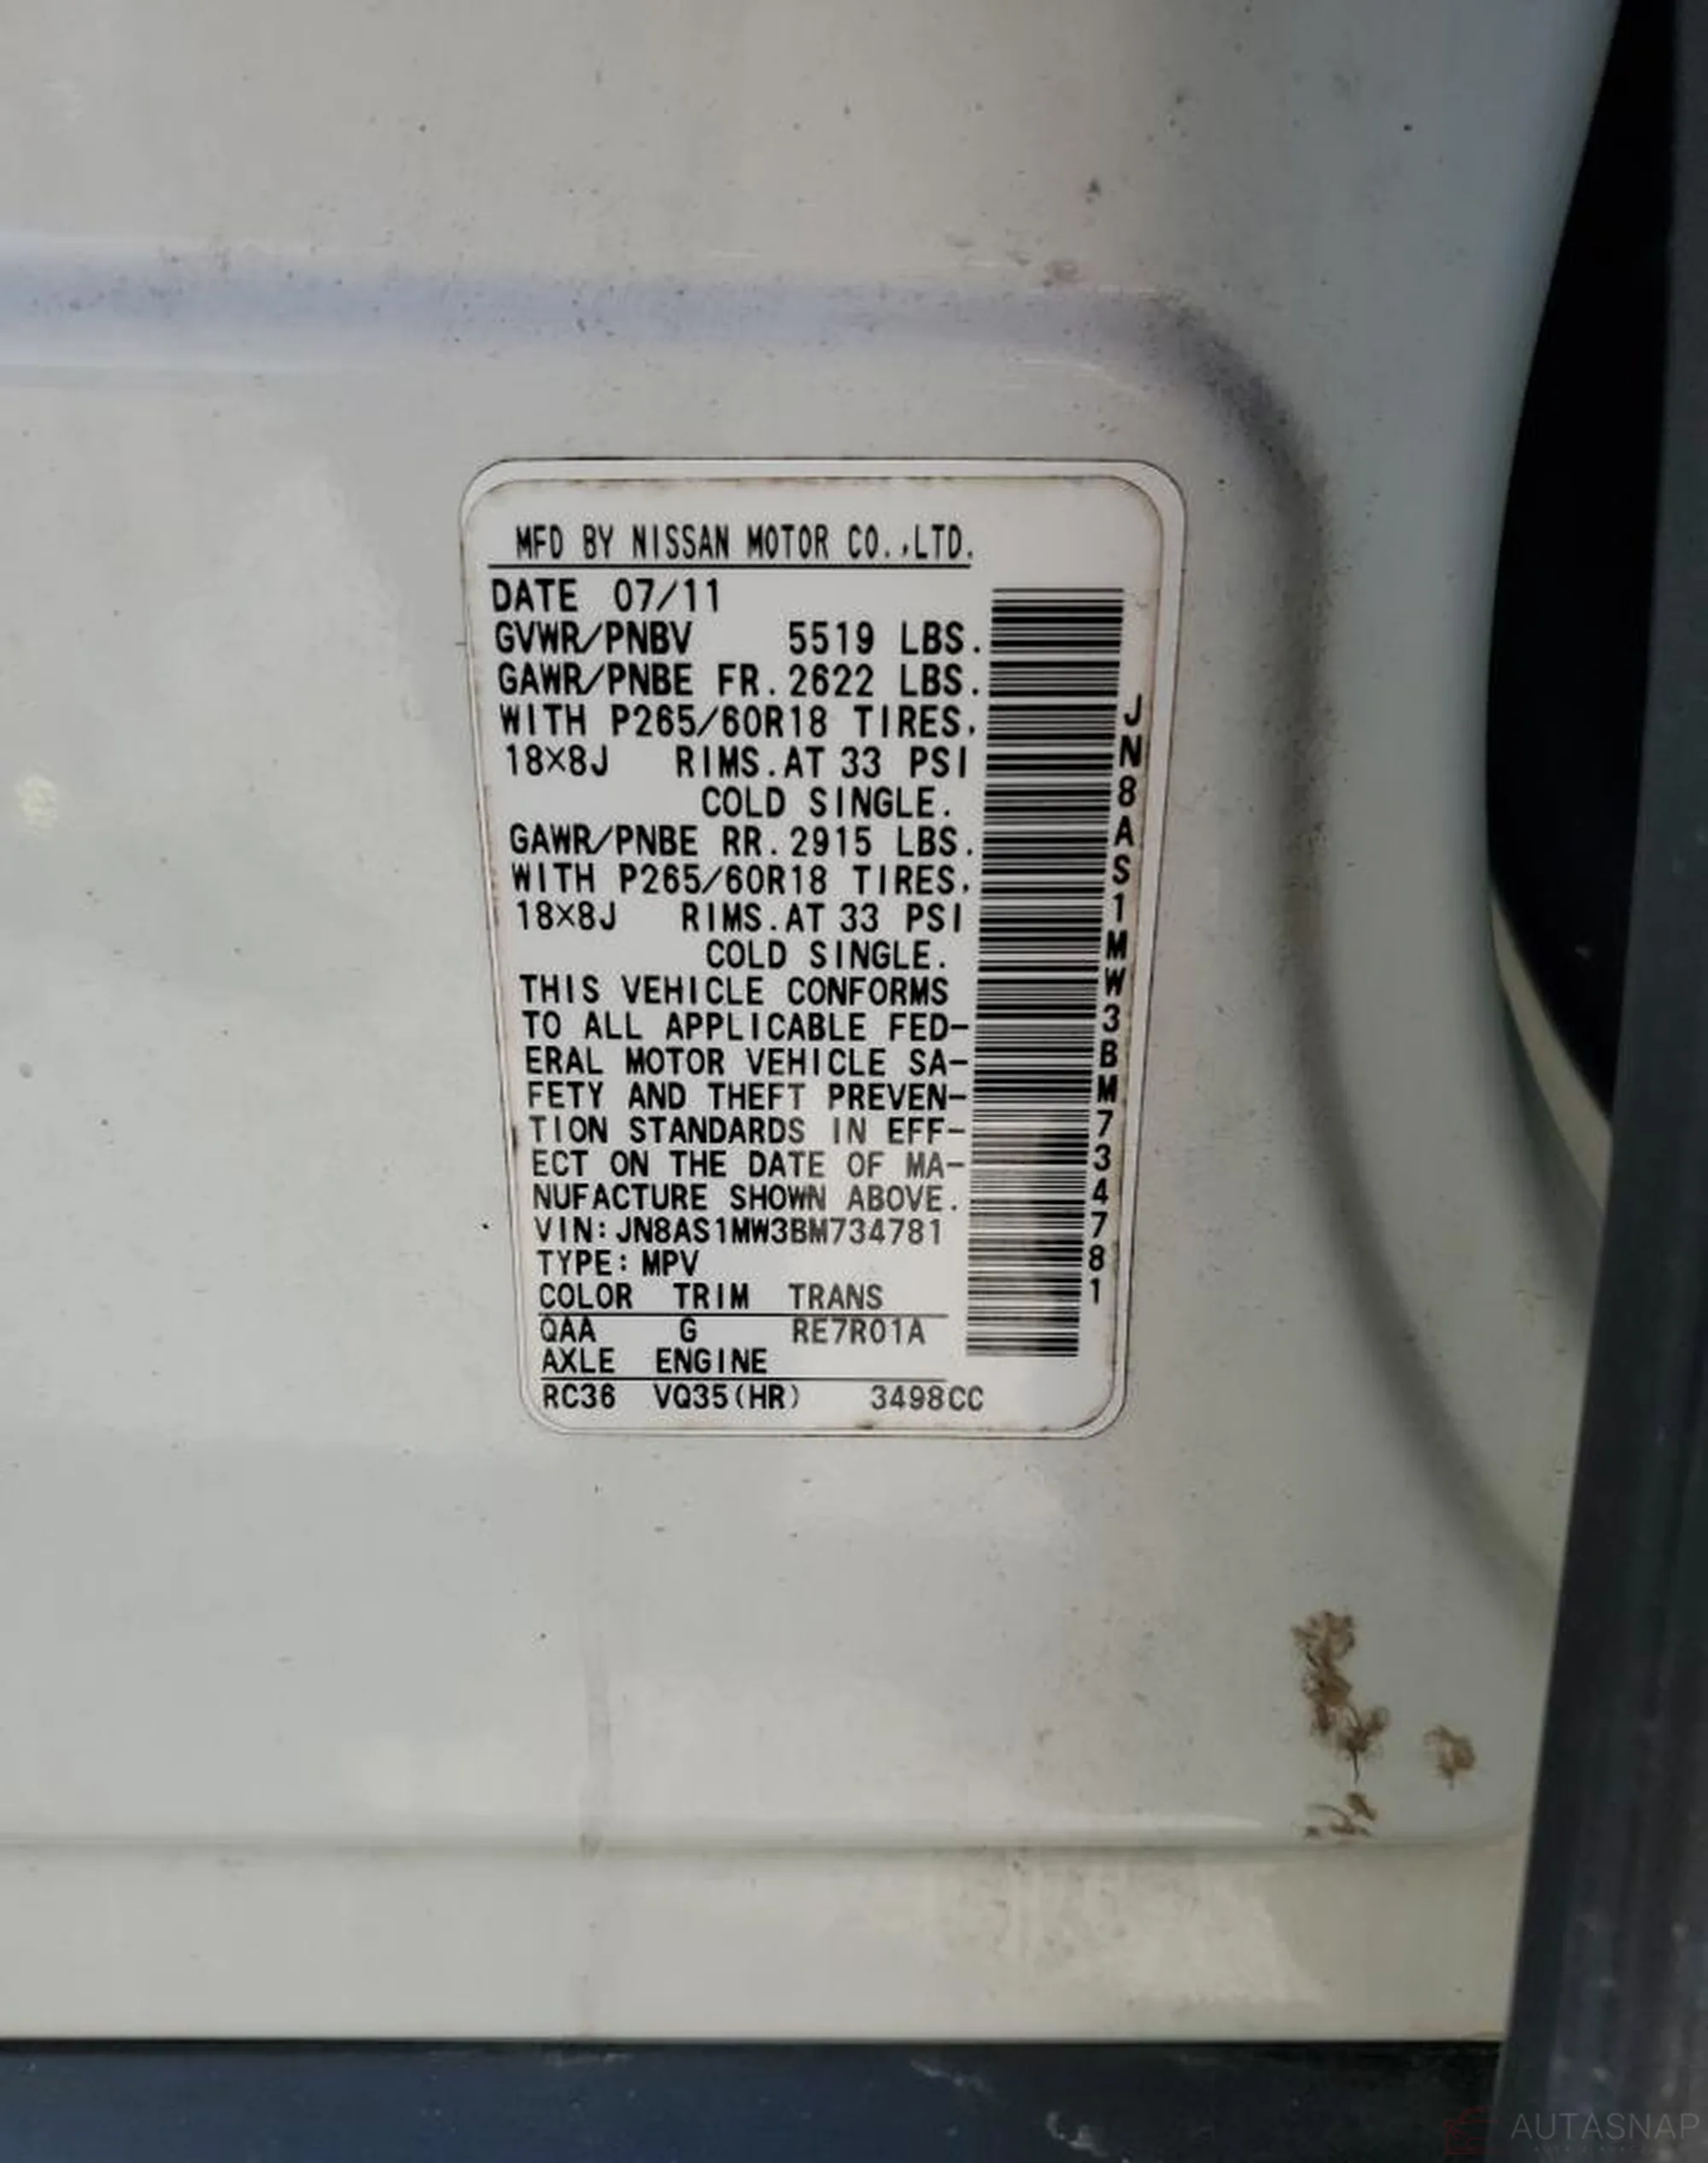 MFD BY NISSAN MOTOR CO.,LTD.
DATE 07/11
GVWR/PNBV 5519 LBS.
GAWR/PNBE FR.2622 LBS.
WITH P265/60R18 TIRES,
18×8J RIMS.AT 33 PSI
COLD SINGLE.
GAWR/PNBE RR.2915 LBS.
WITH P265/60R18 TIRES,
18×8J RIMS.AT 33 PSI
COLD SINGLE.
THIS VEHICLE CONFORMS
TO ALL APPLICABLE FED-
ERAL MOTOR VEHICLE SA-
FETY AND THEFT PREVEN-
TION STANDARDS IN EFF-
ECT ON THE DATE OF MA-
NUFACTURE SHOWN ABOVE.
VIN:JN8AS1MW3BM734781
TYPE:MPV
COLOR TRIM TRANS
QAA G RE7R01A
AXLE ENGINE
RC36 VQ35(HR) 3498CC
JN8AS1MW3BM734781
AUTASNAP